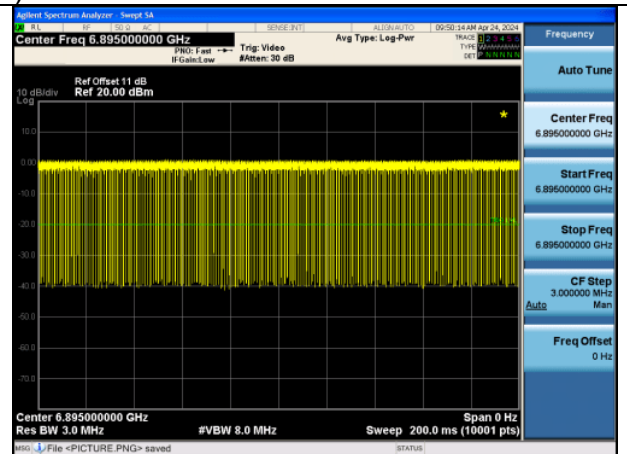 Agilent Spectrum Analyzer - Swept SA
RL RF 50 Ω AC SENSE:INT ALIGN AUTO 09:50:14 AM Apr 24, 2024
Center Freq 6.895000000 GHz Avg Type: Log-Pwr TRACE 1 2 3 4 5 6
PNO: Fast Trig: Video TYPE
IFGain:Low #Atten: 30 dB DET P N N N N N
Ref Offset 11 dB
10 dB/div Ref 20.00 dBm
Log
10.0
0.00
-10.0
-20.0
-30.0
-40.0
-50.0
-60.0
-70.0
Center 6.895000000 GHz Span 0 Hz
Res BW 3.0 MHz #VBW 8.0 MHz Sweep 200.0 ms (10001 pts)
MSG File <PICTURE.PNG> saved STATUS
Frequency
Auto Tune
Center Freq
6.895000000 GHz
Start Freq
6.895000000 GHz
Stop Freq
6.895000000 GHz
CF Step
3.000000 MHz
Auto Man
Freq Offset
0 Hz